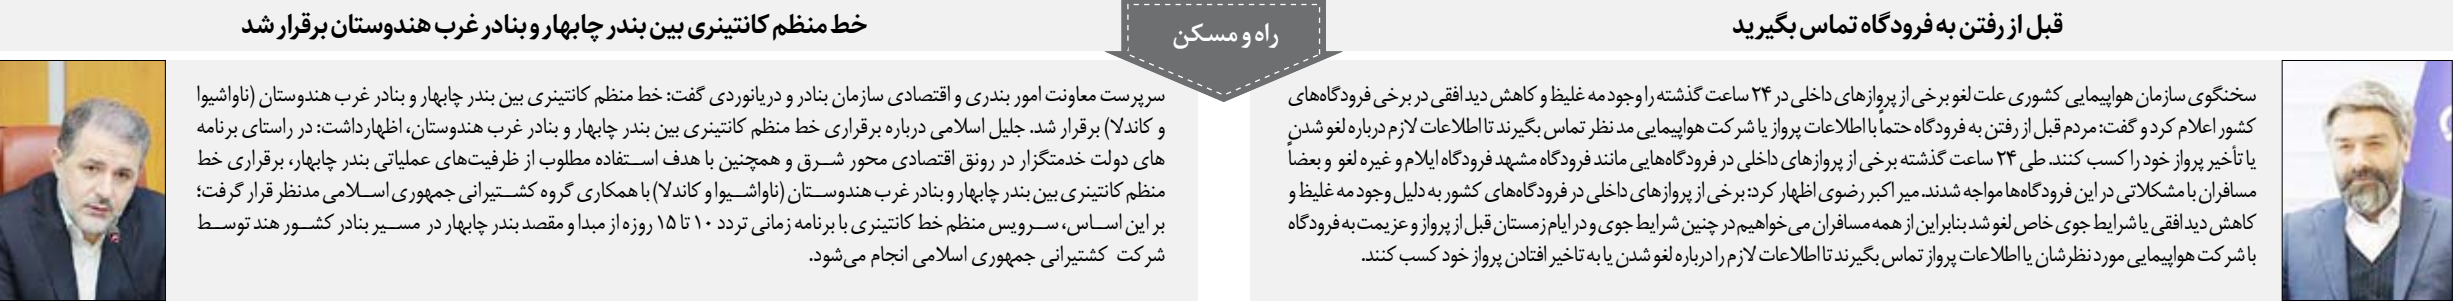 راه و مسکن
قبل از رفتن به فرودگاه تماس بگیرید
سخنگوی سازمان هواپیمایی کشوری علت لغو برخی از پروازهای داخلی در ۲۴ ساعت گذشته را وجود مه غلیظ و کاهش دید افقی در برخی فرودگاه‌های
کشور اعلام کرد و گفت: مردم قبل از رفتن به فرودگاه حتماً با اطلاعات پرواز یا شرکت هواپیمایی مد نظر تماس بگیرند تا اطلاعات لازم درباره لغو شدن
یا تأخیر پرواز خود را کسب کنند. طی ۲۴ ساعت گذشته برخی از پروازهای داخلی در فرودگاه‌هایی مانند فرودگاه مشهد فرودگاه ایلام و غیره لغو و بعضاً
مسافران با مشکلاتی در این فرودگاه‌ها مواجه شدند. میر اکبر رضوی اظهار کرد: برخی از پروازهای داخلی در فرودگاه‌های کشور به دلیل وجود مه غلیظ و
کاهش دید افقی یا شرایط جوی خاص لغو شد بنابراین از همه مسافران می‌خواهیم در چنین شرایط جوی و در ایام زمستان قبل از پرواز و عزیمت به فرودگاه
با شرکت هواپیمایی مورد نظرشان یا اطلاعات پرواز تماس بگیرند تا اطلاعات لازم را درباره لغو شدن یا به تاخیر افتادن پرواز خود کسب کنند.
خط منظم کانتینری بین بندر چابهار و بنادر غرب هندوستان برقرار شد
سرپرست معاونت امور بندری و اقتصادی سازمان بنادر و دریانوردی گفت: خط منظم کانتینری بین بندر چابهار و بنادر غرب هندوستان (ناواشیوا
و کاندلا) برقرار شد. جلیل اسلامی درباره برقراری خط منظم کانتینری بین بندر چابهار و بنادر غرب هندوستان، اظهارداشت: در راستای برنامه
های دولت خدمتگزار در رونق اقتصادی محور شرق و همچنین با هدف استفاده مطلوب از ظرفیت‌های عملیاتی بندر چابهار، برقراری خط
منظم کانتینری بین بندر چابهار و بنادر غرب هندوستان (ناواشیوا و کاندلا) با همکاری گروه کشتیرانی جمهوری اسلامی مدنظر قرار گرفت؛
بر این اساس، سرویس منظم خط کانتینری با برنامه زمانی تردد ۱۰ تا ۱۵ روزه از مبدا و مقصد بندر چابهار در مسیر بنادر کشور هند توسط
شرکت کشتیرانی جمهوری اسلامی انجام می‌شود.